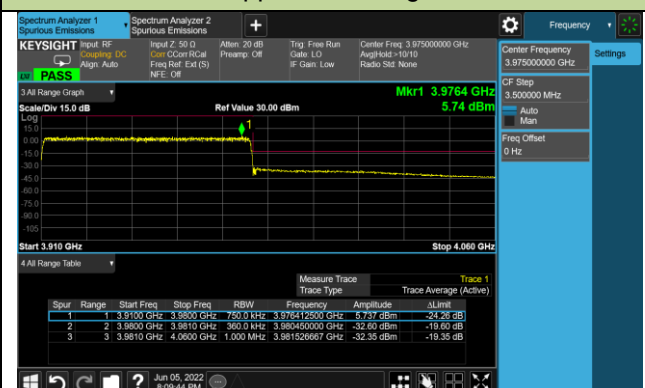 Spectrum Analyzer 1
Spurious Emissions
Spectrum Analyzer 2
Spurious Emissions
+
Frequency
KEYSIGHT
Input: RF
Coupling: DC
Align: Auto
Input Z: 50 Ω
Corr CCorr RCal
Freq Ref: Ext (S)
NFE: Off
Atten: 20 dB
Preamp: Off
Trig: Free Run
Gate: LO
IF Gain: Low
Center Freq: 3.975000000 GHz
Avg|Hold:>10/10
Radio Std: None
PASS
Center Frequency
3.975000000 GHz
Settings
CF Step
3.500000 MHz
Auto
Man
Freq Offset
0 Hz
3 All Range Graph
Mkr1 3.9764 GHz
Scale/Div 15.0 dB
Ref Value 30.00 dBm
5.74 dBm
Log
15.0
0.00
-15.0
-30.0
-45.0
-60.0
-75.0
-90.0
-105
1
Start 3.910 GHz
Stop 4.060 GHz
4 All Range Table
Measure Trace
Trace 1
Trace Type
Trace Average (Active)
Spur Range Start Freq Stop Freq RBW Frequency Amplitude ΔLimit
1 1 3.9100 GHz 3.9800 GHz 750.0 kHz 3.976412500 GHz 5.737 dBm -24.26 dB
2 2 3.9800 GHz 3.9810 GHz 360.0 kHz 3.980450000 GHz -32.60 dBm -19.60 dB
3 3 3.9810 GHz 4.0600 GHz 1.000 MHz 3.981526667 GHz -32.35 dBm -19.35 dB
?
Jun 05, 2022
8:09:44 PM